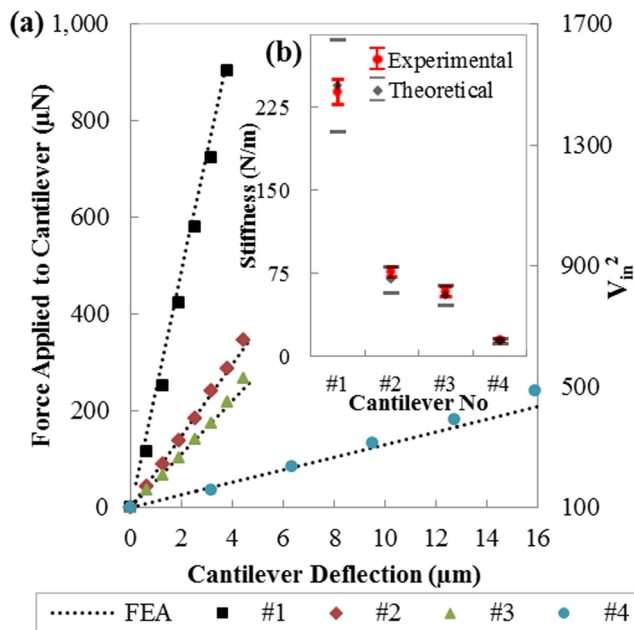 (a)
1,000
800
600
400
200
0
Force Applied to Cantilever (µN)
0 2 4 6 8 10 12 14 16
Cantilever Deflection (µm)
1700
1300
900
500
100
V_in^2
(b)
Experimental
Theoretical
225
150
75
0
Stiffness (N/m)
#1 #2 #3 #4
Cantilever No
FEA #1 #2 #3 #4